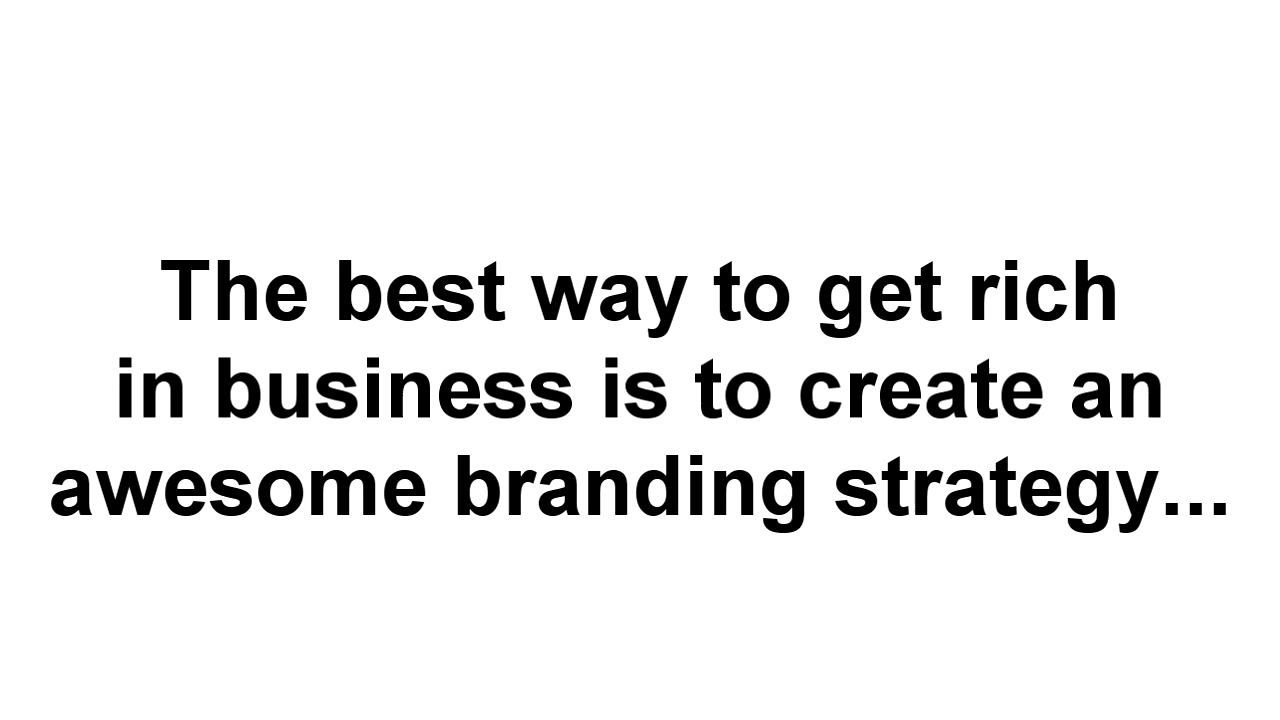 The best way to get rich
in business is to create an
awesome branding strategy...